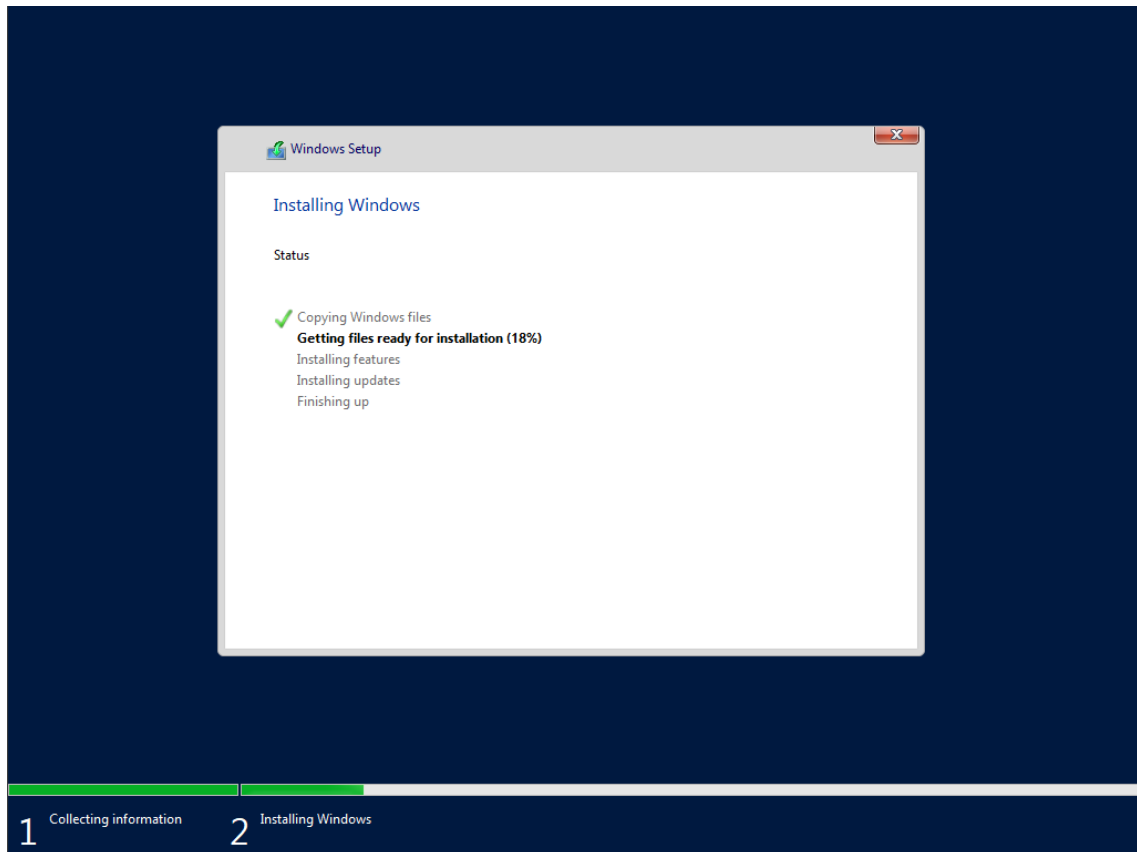 Windows Setup
Installing Windows
Status
Copying Windows files
Getting files ready for installation (18%)
Installing features
Installing updates
Finishing up
1 Collecting information
2 Installing Windows